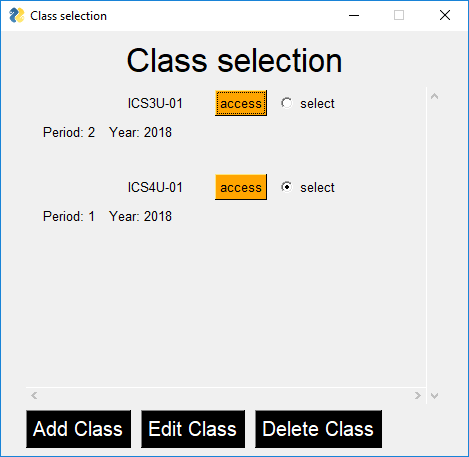 Class selection
Class selection
ICS3U-01 access select
Period: 2 Year: 2018
ICS4U-01 access select
Period: 1 Year: 2018
Add Class Edit Class Delete Class